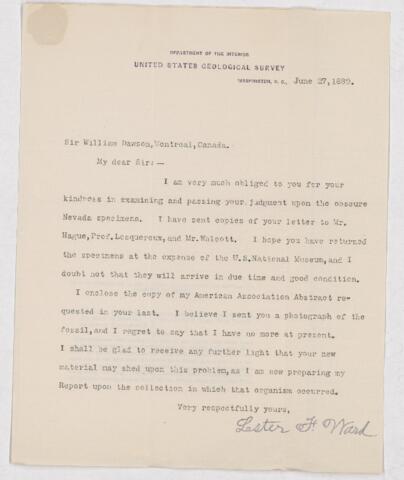 DEPARTMENT OF THE INTERIOR
UNITED STATES GEOLOGICAL SURVEY
WASHINGTON, D. C., June 27, 1889.
Sir William Dawson, Montreal, Canada.
My dear Sir:—
I am very much obliged to you for your
kindness in examining and passing your judgment upon the obscure
Nevada specimens. I have sent copies of your letter to Mr.
Hague, Prof. Lesquereux, and Mr. Walcott. I hope you have returned
the specimens at the expense of the U.S. National Museum, and I
doubt not that they will arrive in due time and good condition.
I enclose the copy of my American Association Abstract re-
quested in your last. I believe I sent you a photograph of the
fossil, and I regret to say that I have no more at present.
I shall be glad to receive any further light that your new
material may shed upon this problem, as I am now preparing my
Report upon the collection in which that organism occurred.
Very respectfully yours,
Lester F. Ward